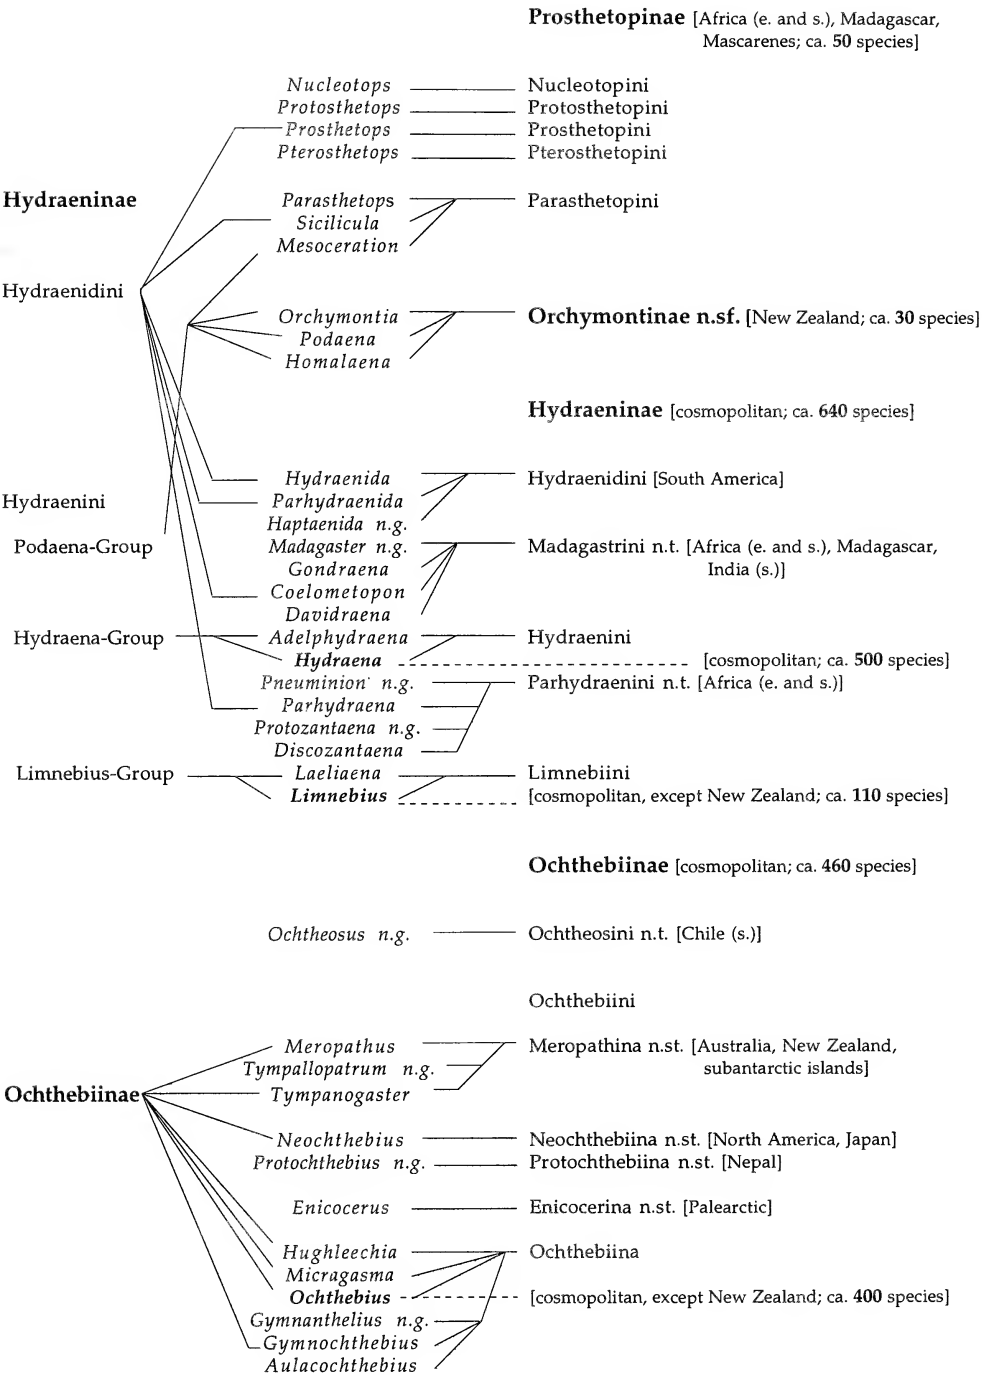 Prosthetopinae [Africa (e. and s.), Madagascar,
Mascarenes; ca. 50 species]
Nucleotops Nucleotopini
Protosthetops Protosthetopini
Prosthetops Prosthetopini
Pterosthetops Pterosthetopini
Hydraeninae Parasthetops Parasthetopini
Sicilicula
Mesoceration
Hydraenidini
Orchymontia Orchymontinae n.sf. [New Zealand; ca. 30 species]
Podaena
Homalaena
Hydraeninae [cosmopolitan; ca. 640 species]
Hydraenida Hydraenidini [South America]
Hydraenini Parhydraenida
Haptaenida n.g.
Podaena-Group Madagaster n.g. Madagastrini n.t. [Africa (e. and s.), Madagascar,
Gondraena India (s.)]
Coelometopon
Davidraena
Hydraena-Group Adelphydraena Hydraenini
Hydraena [cosmopolitan; ca. 500 species]
Pneuminion n.g. Parhydraenini n.t. [Africa (e. and s.)]
Parhydraena
Protozantaena n.g.
Discozantaena
Limnebius-Group Laeliaena Limnebiini
Limnebius [cosmopolitan, except New Zealand; ca. 110 species]
Ochthebiinae [cosmopolitan; ca. 460 species]
Ochtheosus n.g. Ochtheosini n.t. [Chile (s.)]
Ochthebiini
Meropathus Meropathina n.st. [Australia, New Zealand,
Tympallopatrum n.g. subantarctic islands]
Ochthebiinae Tympanogaster
Neochthebius Neochthebiina n.st. [North America, Japan]
Protochthebius n.g. Protochthebiina n.st. [Nepal]
Enicocerus Enicocerina n.st. [Palearctic]
Hughleechia Ochthebiina
Micragasma
Ochthebius [cosmopolitan, except New Zealand; ca. 400 species]
Gymnanthelius n.g.
Gymnochthebius
Aulacochthebius